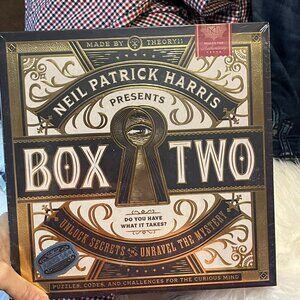 MADE BY THEORY11
NEIL PATRICK HARRIS
PRESENTS
BOX TWO
DO YOU HAVE
WHAT IT TAKES?
UNLOCK SECRETS UNRAVEL THE MYSTERY
PUZZLES, CODES, AND CHALLENGES FOR THE CURIOUS MIND